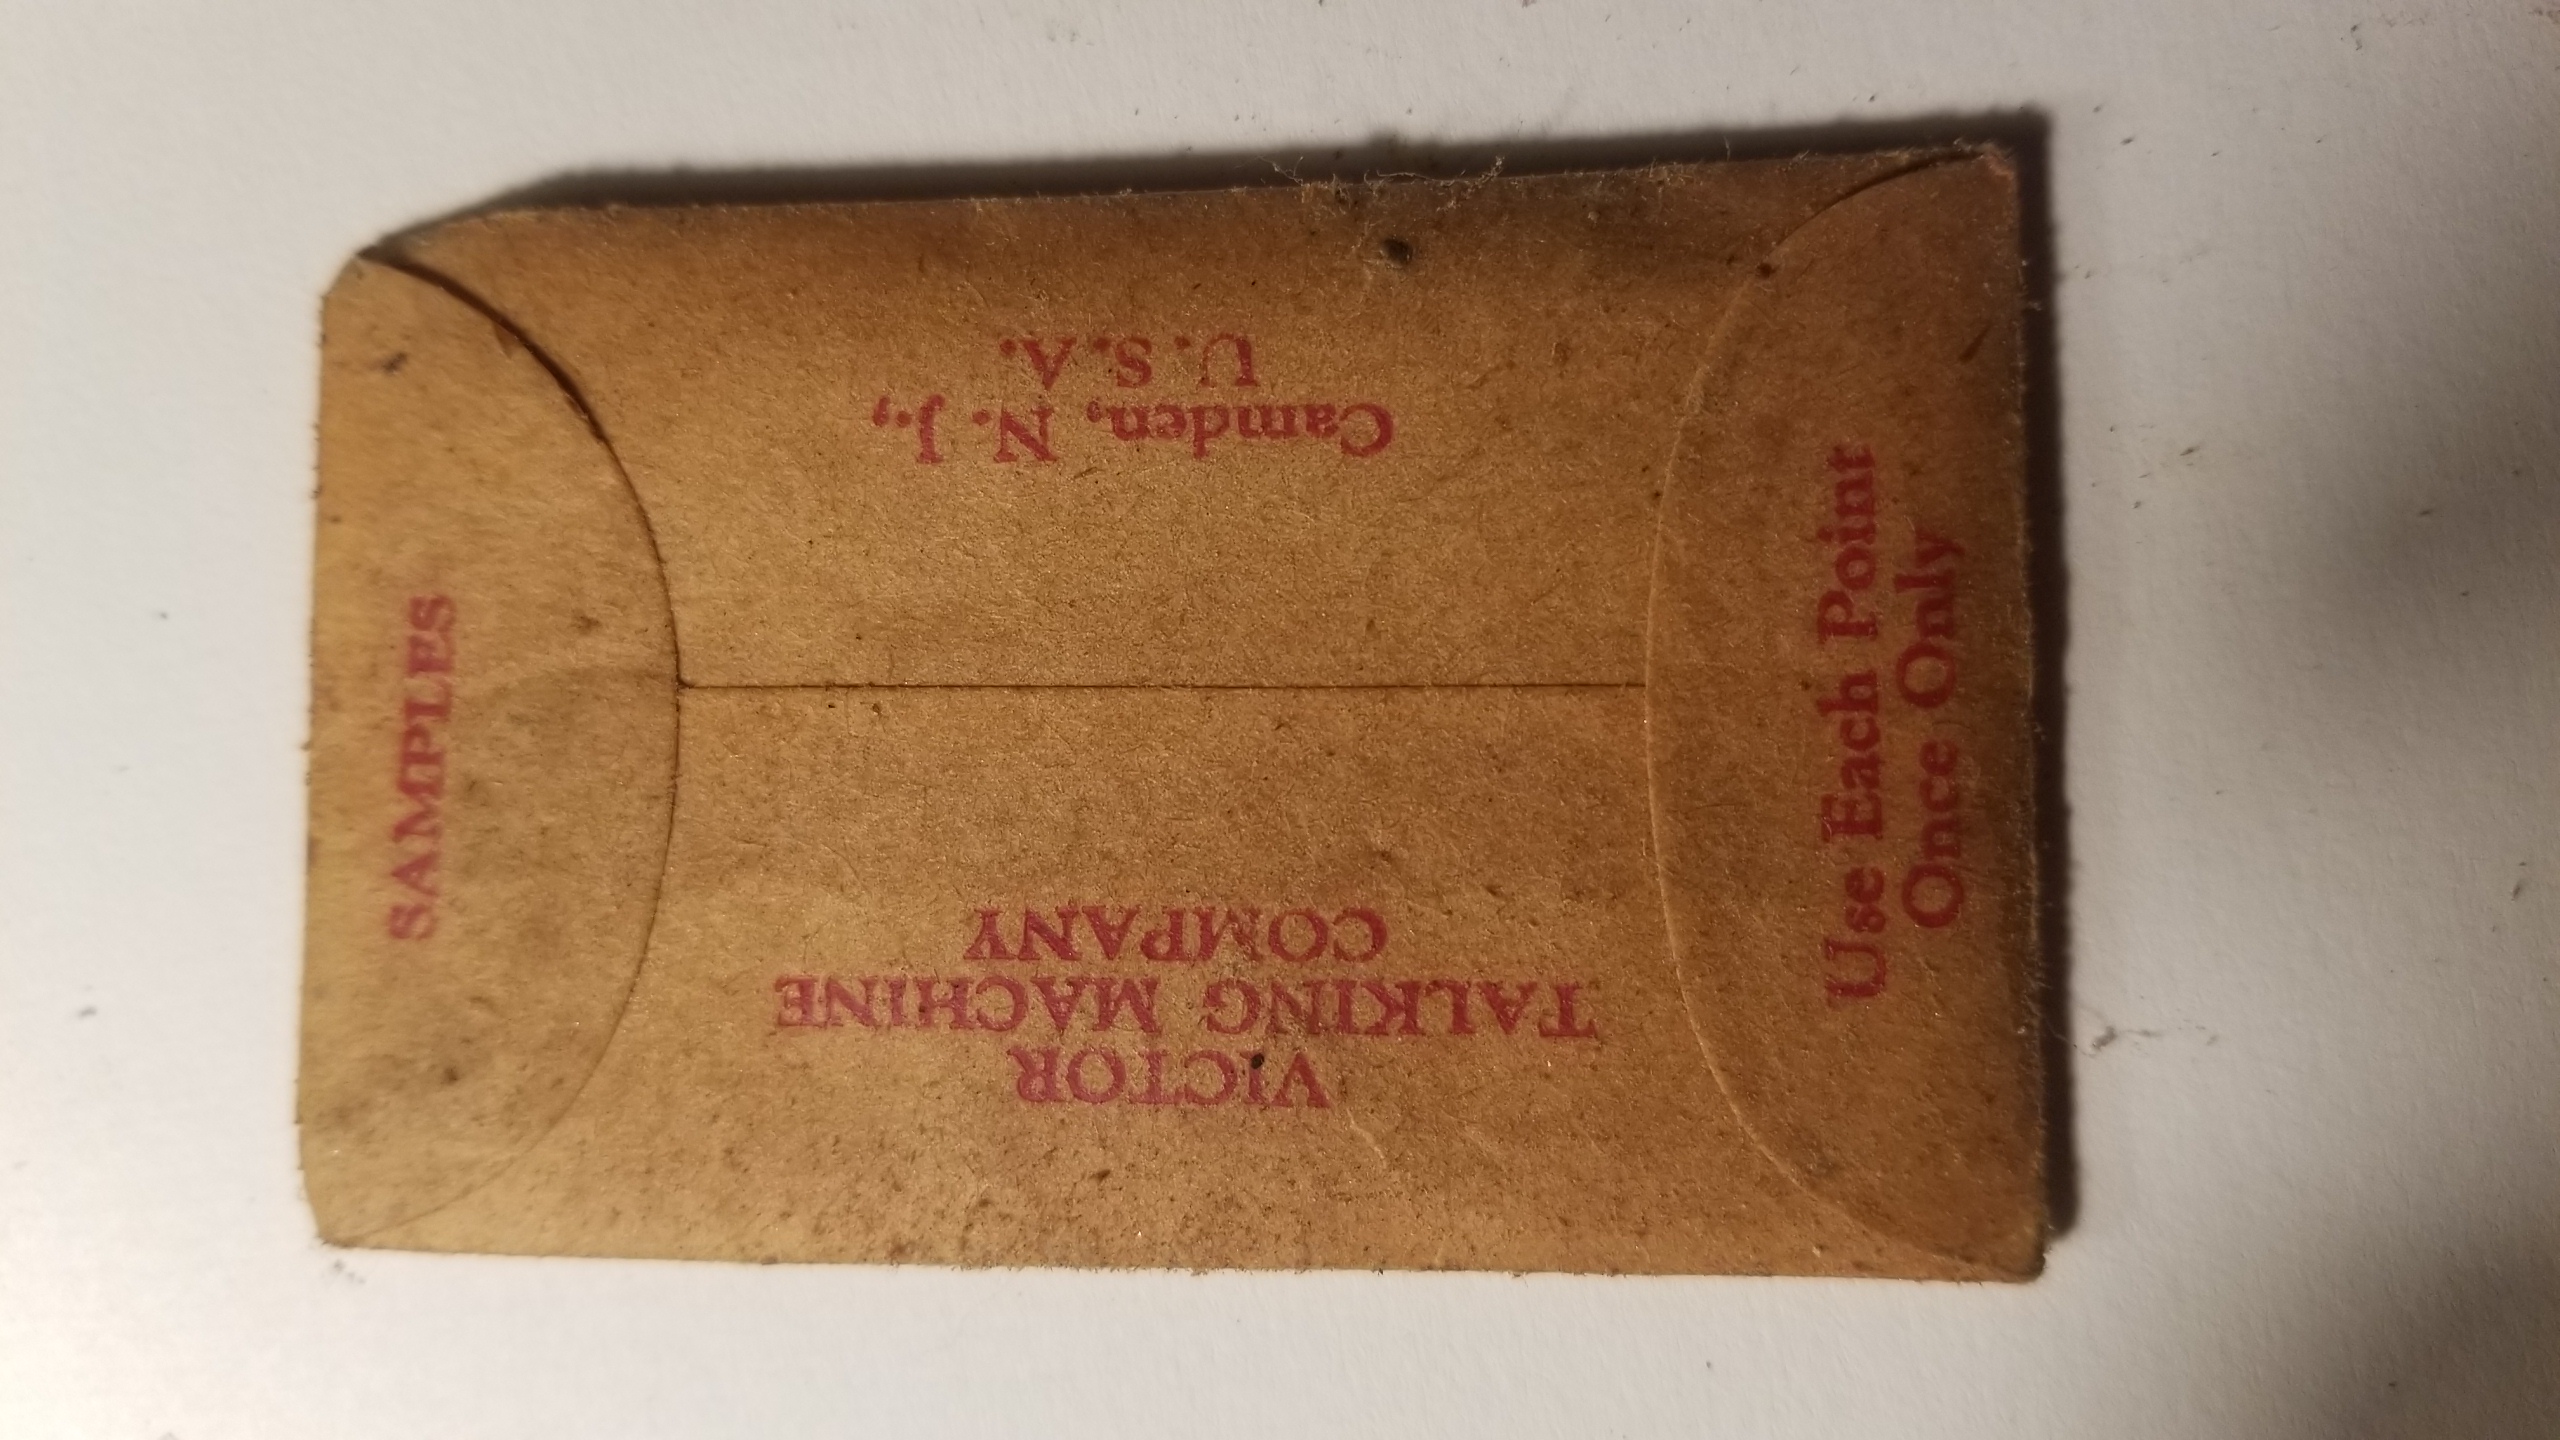 SAMPLES
VICTOR
TALKING MACHINE
COMPANY
Camden, N. J.,
U. S. A.
Use Each Point
Once Only